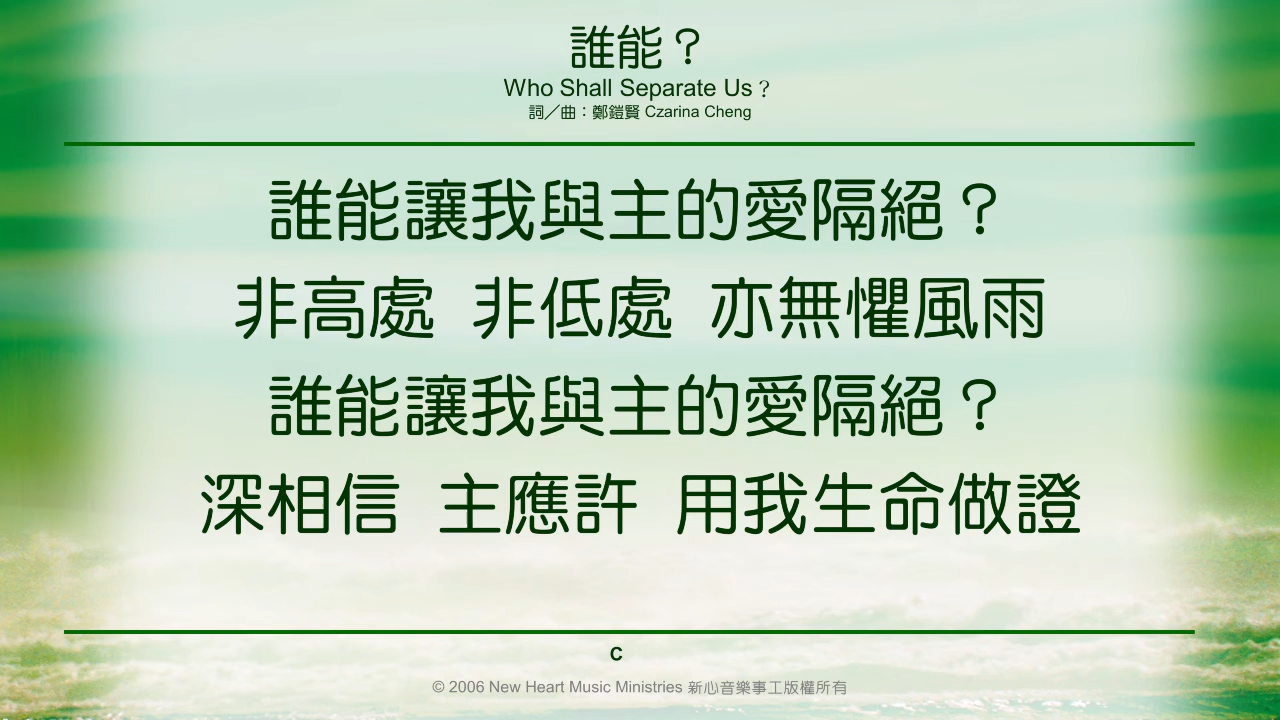 誰能？
Who Shall Separate Us？
詞／曲：鄭鎧賢 Czarina Cheng
誰能讓我與主的愛隔絕？
非高處 非低處 亦無懼風雨
誰能讓我與主的愛隔絕？
深相信 主應許 用我生命做證
C
© 2006 New Heart Music Ministries 新心音樂事工版權所有